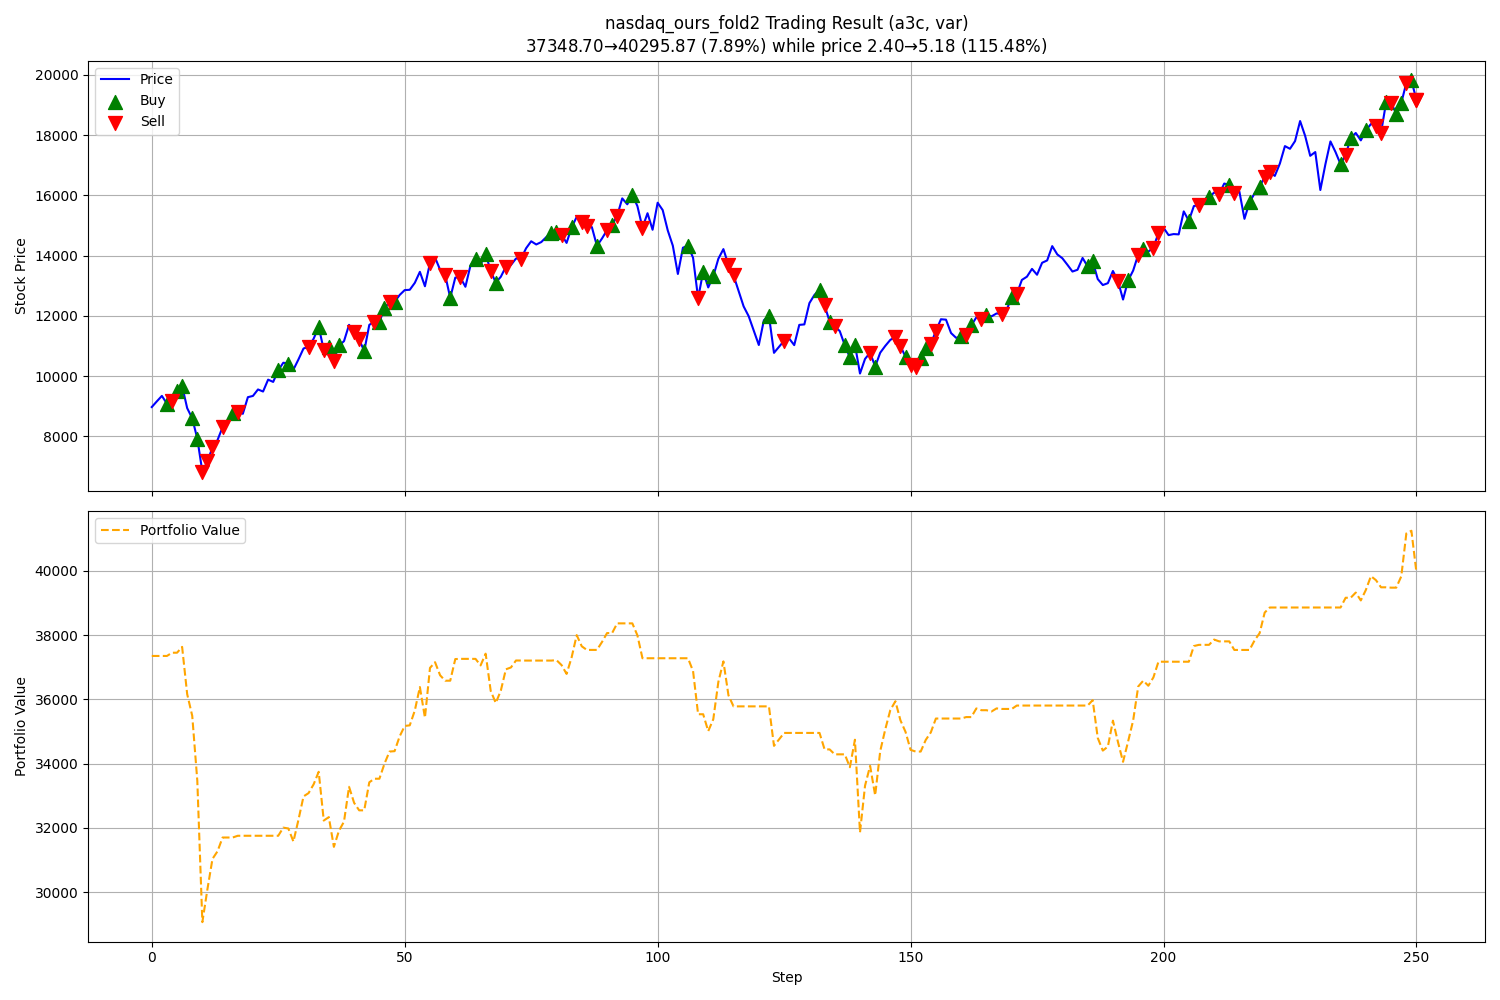 nasdaq_ours_fold2 Trading Result (a3c, var)
37348.70→40295.87 (7.89%) while price 2.40→5.18 (115.48%)
Price
Buy
Sell
Stock Price
20000
18000
16000
14000
12000
10000
8000
Portfolio Value
Portfolio Value
40000
38000
36000
34000
32000
30000
0
50
100
150
200
250
Step